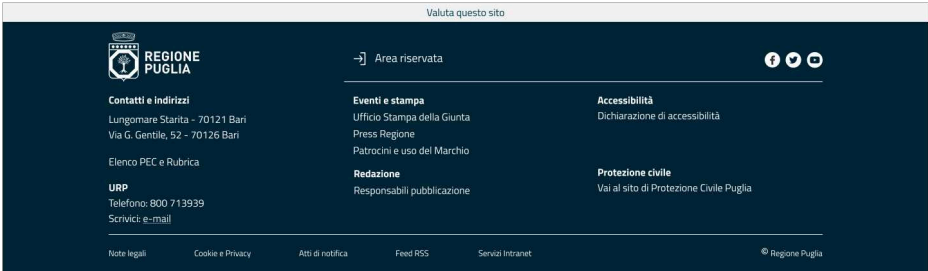 Valuta questo sito
REGIONE
PUGLIA
Area riservata
Contatti e indirizzi
Lungomare Starita - 70121 Bari
Via G. Gentile, 52 - 70126 Bari
Elenco PEC e Rubrica
URP
Telefono: 800 713939
Scrivici: e-mail
Eventi e stampa
Ufficio Stampa della Giunta
Press Regione
Patrocini e uso del Marchio
Redazione
Responsabili pubblicazione
Accessibilità
Dichiarazione di accessibilità
Protezione civile
Vai al sito di Protezione Civile Puglia
Note legali Cookie e Privacy Atti di notifica Feed RSS Servizi Intranet © Regione Puglia